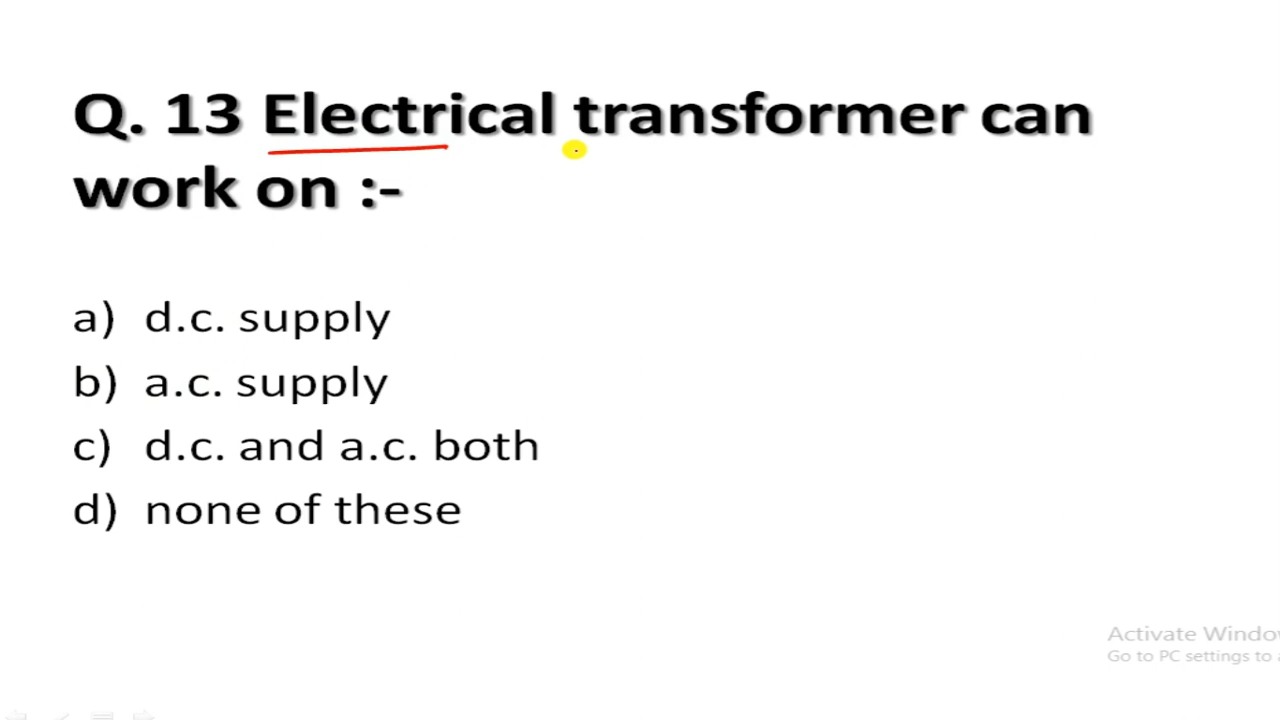 Q. 13 Electrical transformer can
work on :-
a) d.c. supply
b) a.c. supply
c) d.c. and a.c. both
d) none of these
Activate Windo
Go to PC settings to